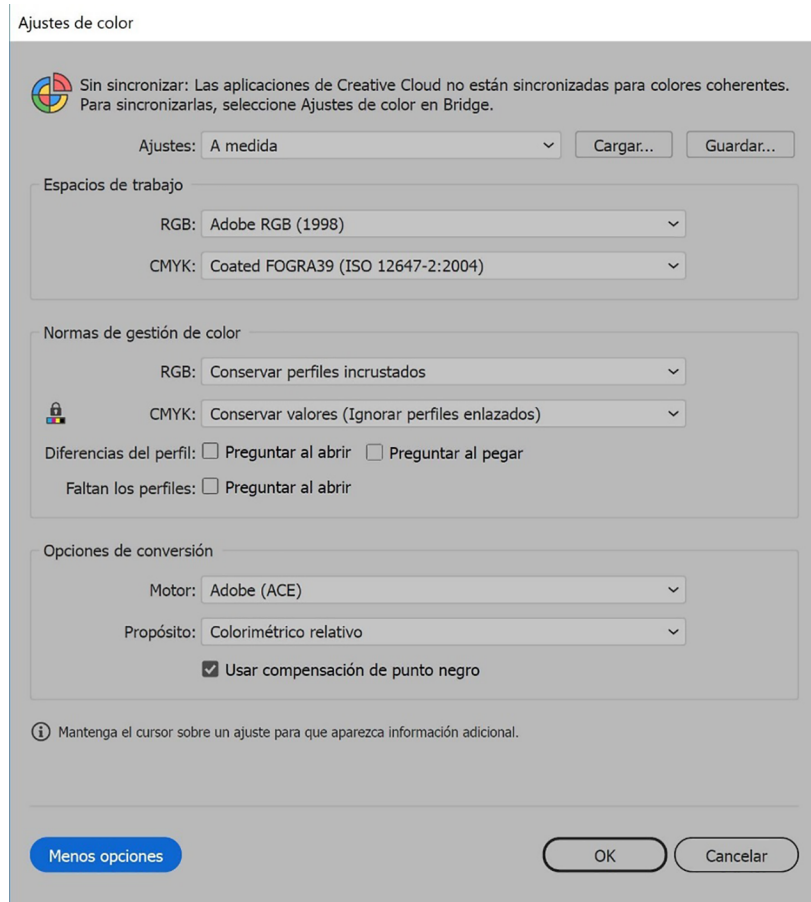 Ajustes de color
Sin sincronizar: Las aplicaciones de Creative Cloud no están sincronizadas para colores coherentes.
Para sincronizarlas, seleccione Ajustes de color en Bridge.
Ajustes: A medida Cargar... Guardar...
Espacios de trabajo
RGB: Adobe RGB (1998)
CMYK: Coated FOGRA39 (ISO 12647-2:2004)
Normas de gestión de color
RGB: Conservar perfiles incrustados
CMYK: Conservar valores (Ignorar perfiles enlazados)
Diferencias del perfil: Preguntar al abrir Preguntar al pegar
Faltan los perfiles: Preguntar al abrir
Opciones de conversión
Motor: Adobe (ACE)
Propósito: Colorimétrico relativo
Usar compensación de punto negro
Mantenga el cursor sobre un ajuste para que aparezca información adicional.
Menos opciones OK Cancelar